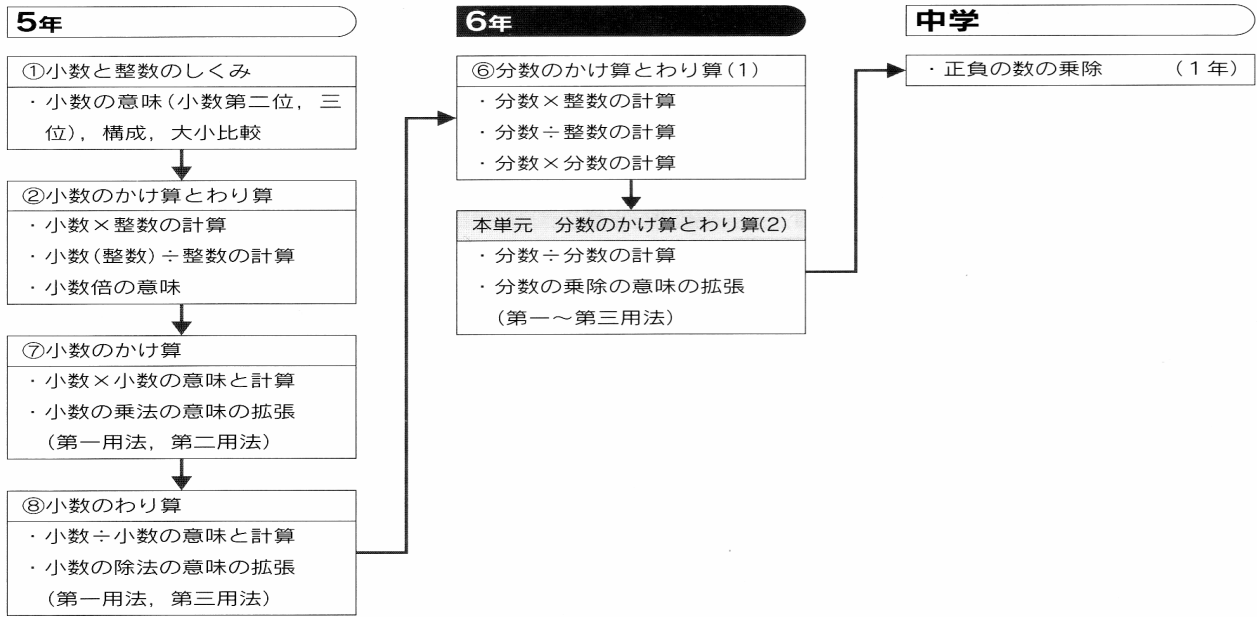 5年
①小数と整数のしくみ
・小数の意味(小数第二位，三
位)，構成，大小比較
②小数のかけ算とわり算
・小数×整数の計算
・小数(整数)÷整数の計算
・小数倍の意味
⑦小数のかけ算
・小数×小数の意味と計算
・小数の乗法の意味の拡張
(第一用法，第二用法)
⑧小数のわり算
・小数÷小数の意味と計算
・小数の除法の意味の拡張
(第一用法，第三用法)
6年
⑥分数のかけ算とわり算(1)
・分数×整数の計算
・分数÷整数の計算
・分数×分数の計算
本単元　分数のかけ算とわり算(2)
・分数÷分数の計算
・分数の乗除の意味の拡張
(第一～第三用法)
中学
・正負の数の乗除　　(1年)